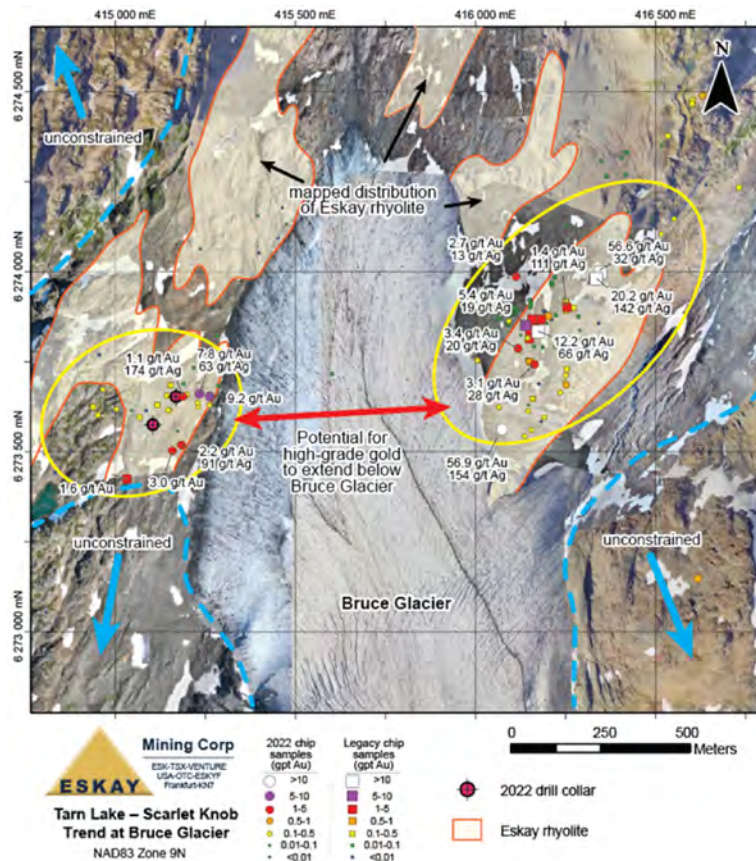 415 000 mE
415 500 mE
416 000 mE
416 500 mE
6 274 500 mN
6 274 000 mN
6 273 500 mN
6 273 000 mN
N
unconstrained
mapped distribution
of Eskay rhyolite
2.7 g/t Au
13 g/t Ag
1.4 g/t Au
111 g/t Ag
56.6 g/t Au
32 g/t Ag
5.4 g/t Au
19 g/t Ag
20.2 g/t Au
142 g/t Ag
3.4 g/t Au
20 g/t Ag
12.2 g/t Au
66 g/t Ag
3.1 g/t Au
28 g/t Ag
1.1 g/t Au
174 g/t Ag
7.8 g/t Au
63 g/t Ag
9.2 g/t Au
Potential for
high-grade gold
to extend below
Bruce Glacier
2.2 g/t Au
91 g/t Ag
56.9 g/t Au
154 g/t Ag
1.6 g/t Au
3.0 g/t Au
unconstrained
unconstrained
Bruce Glacier
ESKAY
Mining Corp
ESK-TSX-VENTURE
USA-OTC-ESKYF
Frankfurt-KN7
Tarn Lake – Scarlet Knob
Trend at Bruce Glacier
NAD83 Zone 9N
2022 chip
samples
(gpt Au)
>10
5-10
1-5
0.5-1
0.1-0.5
0.01-0.1
<0.01
Legacy chip
samples
(gpt Au)
>10
5-10
1-5
0.5-1
0.1-0.5
0.01-0.1
<0.01
0
250
500
Meters
2022 drill collar
Eskay rhyolite